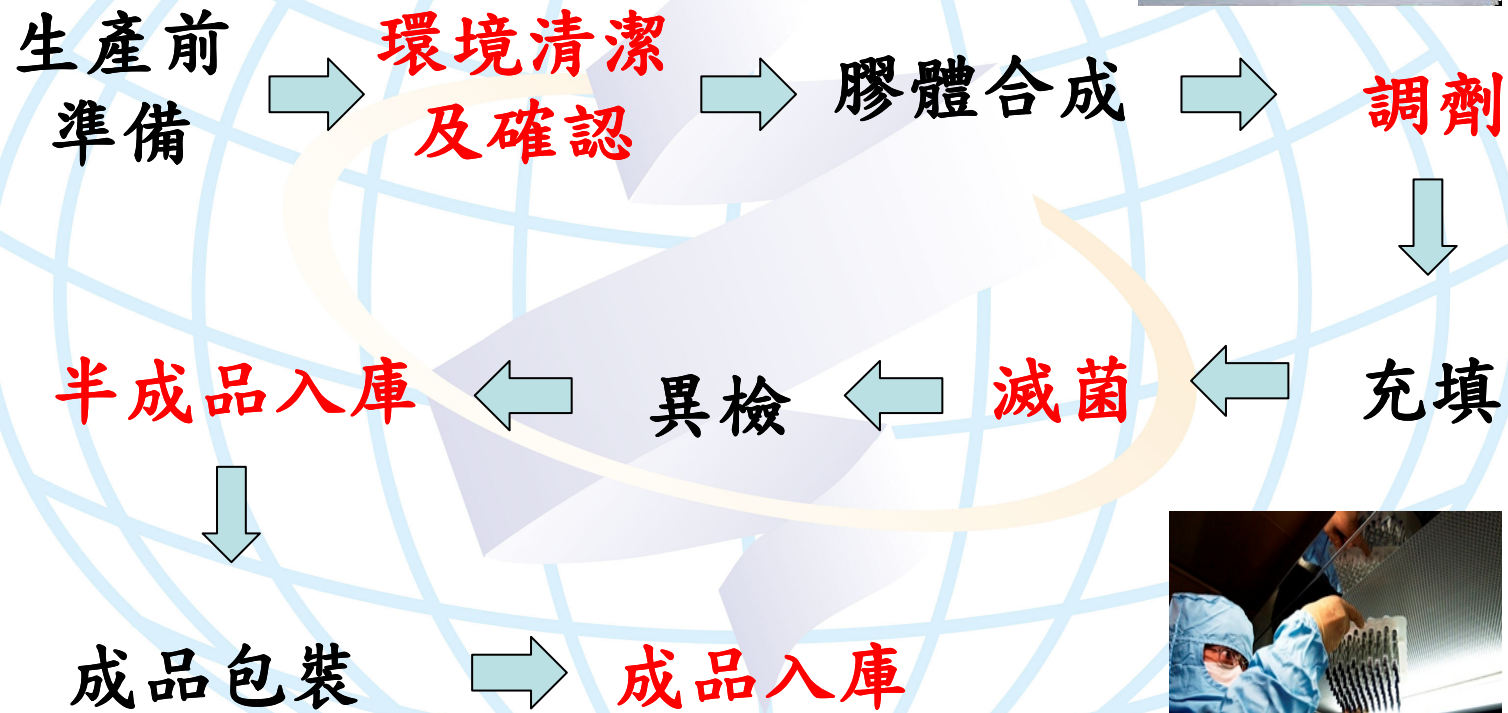 生產前
準備
環境清潔
及確認
膠體合成
調劑
充填
滅菌
異檢
半成品入庫
成品包裝
成品入庫